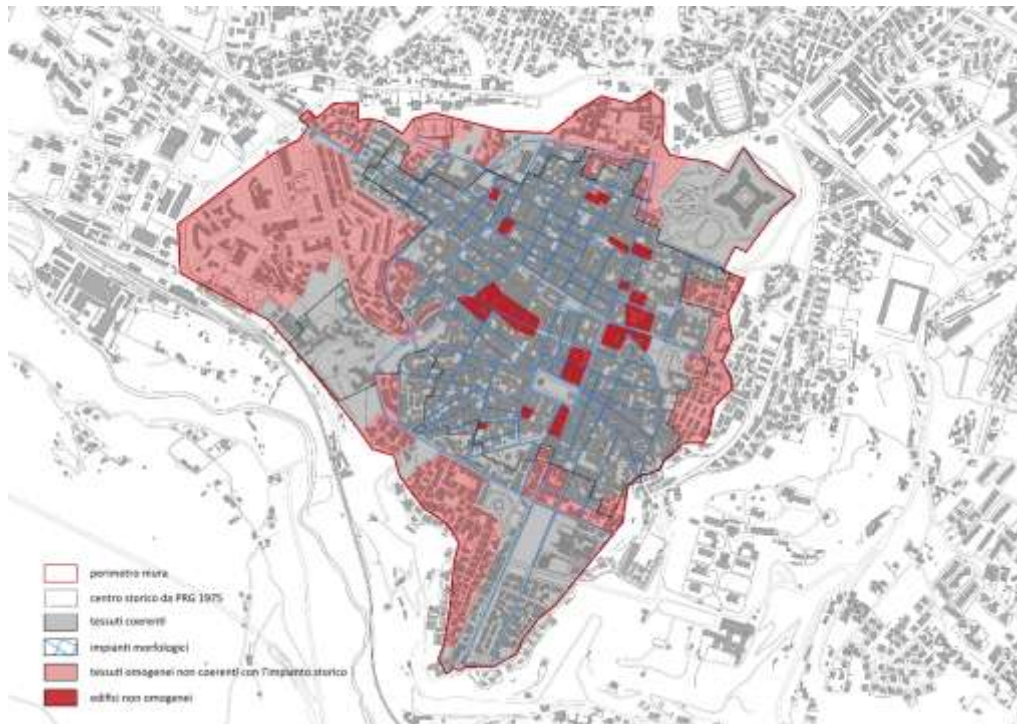 perimetro mura
centro storico da PRG 1975
tessuti coerenti
impianti morfologici
tessuti omogenei non coerenti con l'impianto storico
edifici non omogenei